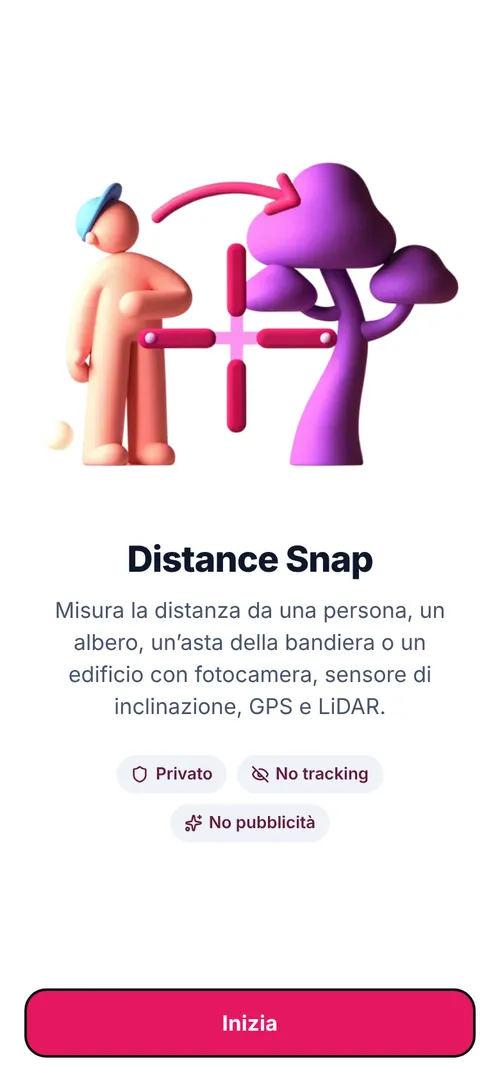 Distance Snap
Misura la distanza da una persona, un
albero, un’asta della bandiera o un
edificio con fotocamera, sensore di
inclinazione, GPS e LiDAR.
Privato
No tracking
No pubblicità
Inizia